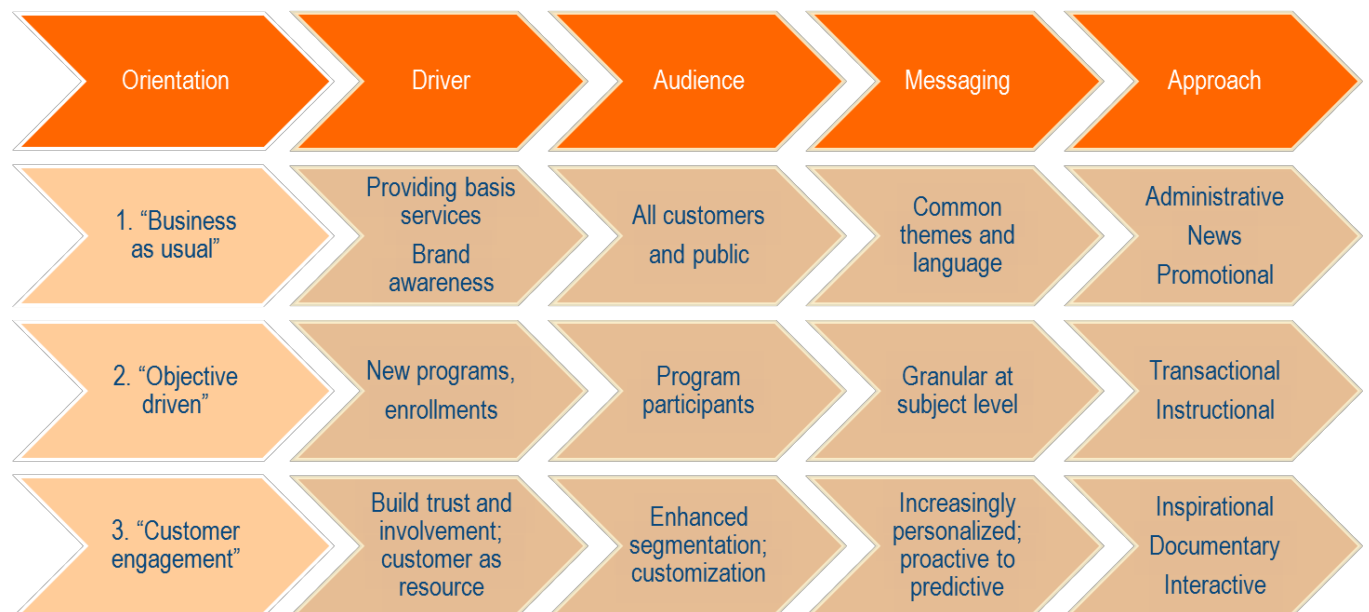 Orientation
Driver
Audience
Messaging
Approach
1. “Business
as usual”
Providing basis
services
Brand
awareness
All customers
and public
Common
themes and
language
Administrative
News
Promotional
2. “Objective
driven”
New programs,
enrollments
Program
participants
Granular at
subject level
Transactional
Instructional
3. “Customer
engagement”
Build trust and
involvement;
customer as
resource
Enhanced
segmentation;
customization
Increasingly
personalized;
proactive to
predictive
Inspirational
Documentary
Interactive